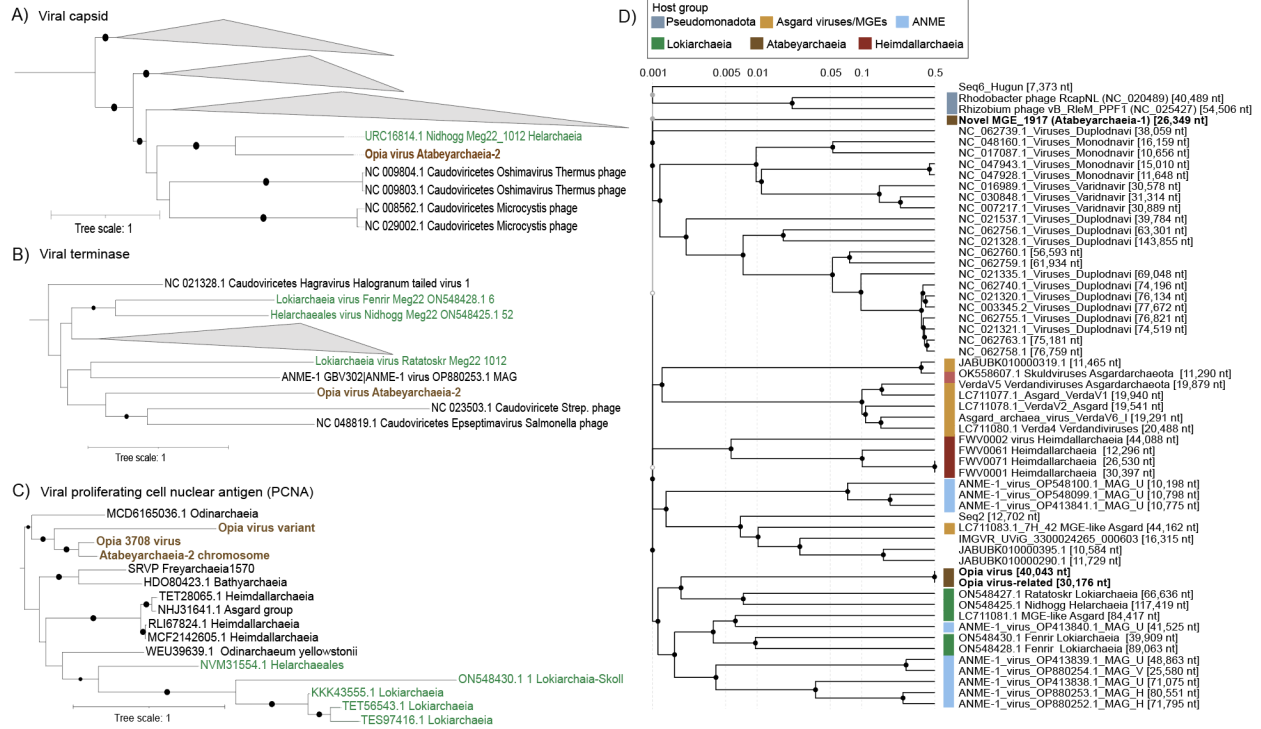 A) Viral capsid
URC16814.1 Nidhogg Meg22_1012 Helarchaeia
Opia virus Atabeyarchaeia-2
NC 009804.1 Caudoviricetes Oshimavirus Thermus phage
NC 009803.1 Caudoviricetes Oshimavirus Thermus phage
NC 008562.1 Caudoviricetes Microcystis phage
NC 029002.1 Caudoviricetes Microcystis phage
Tree scale: 1
B) Viral terminase
NC 021328.1 Caudoviricetes Hagravirus Halogranum tailed virus 1
Lokiarchaeia virus Fenrir Meg22 ON548428.1 6
Helarchaeales virus Nidhogg Meg22 ON548425.1 52
Lokiarchaeia virus Ratatoskr Meg22 1012
ANME-1 GBV302|ANME-1 virus OP880253.1 MAG
Opia virus Atabeyarchaeia-2
NC 023503.1 Caudoviricete Strep. phage
NC 048819.1 Caudoviricetes Epseptimavirus Salmonella phage
Tree scale: 1
C) Viral proliferating cell nuclear antigen (PCNA)
MCD6165036.1 Odinarchaeia
Opia virus variant
Opia 3708 virus
Atabeyarchaeia-2 chromosome
SRVP Freyarchaeia1570
HDO80423.1 Bathyarchaeia
TET28065.1 Heimdallarchaeia
NHJ31641.1 Asgard group
RLI67824.1 Heimdallarchaeia
MCF2142605.1 Heimdallarchaeia
WEU39639.1 Odinarchaeum yellowstonii
NVM31554.1 Helarchaeales
ON548430.1 1 Lokiarchaia-Skoll
KKK43555.1 Lokiarchaeia
TET56543.1 Lokiarchaeia
TES97416.1 Lokiarchaeia
Tree scale: 1
D)
Host group
Pseudomonadota Asgard viruses/MGEs ANME
Lokiarchaeia Atabeyarchaeia Heimdallarchaeia
0.001 0.005 0.01 0.05 0.1 0.5
Seq6_Hugun [7,373 nt]
Rhodobacter phage RcapNL (NC_020489) [40,489 nt]
Rhizobium phage vB_RleM_PPF1 (NC_025427) [54,506 nt]
Novel MGE_1917 (Atabeyarchaeia-1) [26,349 nt]
NC_062739.1_Viruses_Duplodnavi [38,059 nt]
NC_048160.1_Viruses_Monodnavir [16,159 nt]
NC_017087.1_Viruses_Monodnavir [10,656 nt]
NC_047943.1_Viruses_Monodnavir [15,010 nt]
NC_047928.1_Viruses_Monodnavir [11,648 nt]
NC_016989.1_Viruses_Varidnavir [30,578 nt]
NC_030848.1_Viruses_Varidnavir [31,314 nt]
NC_007217.1_Viruses_Varidnavir [30,889 nt]
NC_021537.1_Viruses_Duplodnavi [39,784 nt]
NC_062756.1_Viruses_Duplodnavi [63,301 nt]
NC_021328.1_Viruses_Duplodnavi [143,855 nt]
NC_062760.1 [56,593 nt]
NC_062759.1 [61,934 nt]
NC_021335.1_Viruses_Duplodnavi [69,048 nt]
NC_062740.1_Viruses_Duplodnavi [74,196 nt]
NC_021320.1_Viruses_Duplodnavi [76,134 nt]
NC_003345.2_Viruses_Duplodnavi [77,672 nt]
NC_062755.1_Viruses_Duplodnavi [76,821 nt]
NC_021321.1_Viruses_Duplodnavi [74,519 nt]
NC_062763.1 [75,181 nt]
NC_062758.1 [76,759 nt]
JABUBK010000319.1 [11,465 nt]
OK558607.1_Skuldviruses Asgardarchaeota [11,290 nt]
VerdaV5 Verdandiviruses Asgardarchaeota [19,879 nt]
LC711077.1_Asgard_VerdaV1 [19,940 nt]
LC711078.1_VerdaV2_Asgard [19,541 nt]
Asgard_archaea_virus_VerdaV6_I [19,291 nt]
LC711080.1_Verda4 Verdandiviruses [20,488 nt]
FWV0002 virus Heimdallarchaeia [44,088 nt]
FWV0061 Heimdallarchaeia [12,296 nt]
FWV0071 Heimdallarchaeia [26,530 nt]
FWV0001 Heimdallarchaeia [30,397 nt]
ANME-1_virus_OP548100.1_MAG_U [10,198 nt]
ANME-1_virus_OP548099.1_MAG_U [10,798 nt]
ANME-1_virus_OP413841.1_MAG_U [10,775 nt]
Seq2 [12,702 nt]
LC711083.1_7H_42 MGE-like Asgard [44,162 nt]
IMGVR_UViG_3300024265_000603 [16,315 nt]
JABUBK010000395.1 [10,584 nt]
JABUBK010000290.1 [11,729 nt]
Opia virus [40,043 nt]
Opia virus-related [30,176 nt]
ON548427.1_Ratatoskr Lokiarchaeia [66,636 nt]
ON548425.1_Nidhogg Helarchaeia [117,419 nt]
LC711081.1_MGE-like Asgard [84,417 nt]
ANME-1_virus_OP413840.1_MAG_U [41,525 nt]
ON548430.1_Fenrir Lokiarchaeia [39,909 nt]
ON548428.1_Fenrir_Lokiarchaeia [89,063 nt]
ANME-1_virus_OP413839.1_MAG_U [48,863 nt]
ANME-1_virus_OP880254.1_MAG_V [25,580 nt]
ANME-1_virus_OP413838.1_MAG_U [71,075 nt]
ANME-1_virus_OP880253.1_MAG_H [80,551 nt]
ANME-1_virus_OP880252.1_MAG_H [71,795 nt]